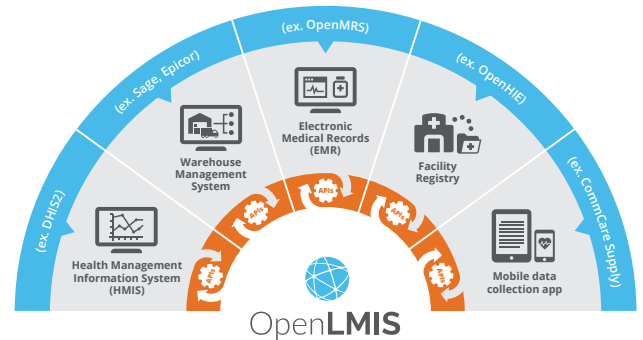 (ex. DHIS2)
(ex. Sage, Epicor)
(ex. OpenMRS)
(ex. OpenHIE)
(ex. CommCare Supply)
Health Management
Information System
(HMIS)
Warehouse
Management
System
Electronic
Medical Records
(EMR)
Facility
Registry
Mobile data
collection app
APIs
APIs
APIs
APIs
APIs
OpenLMIS